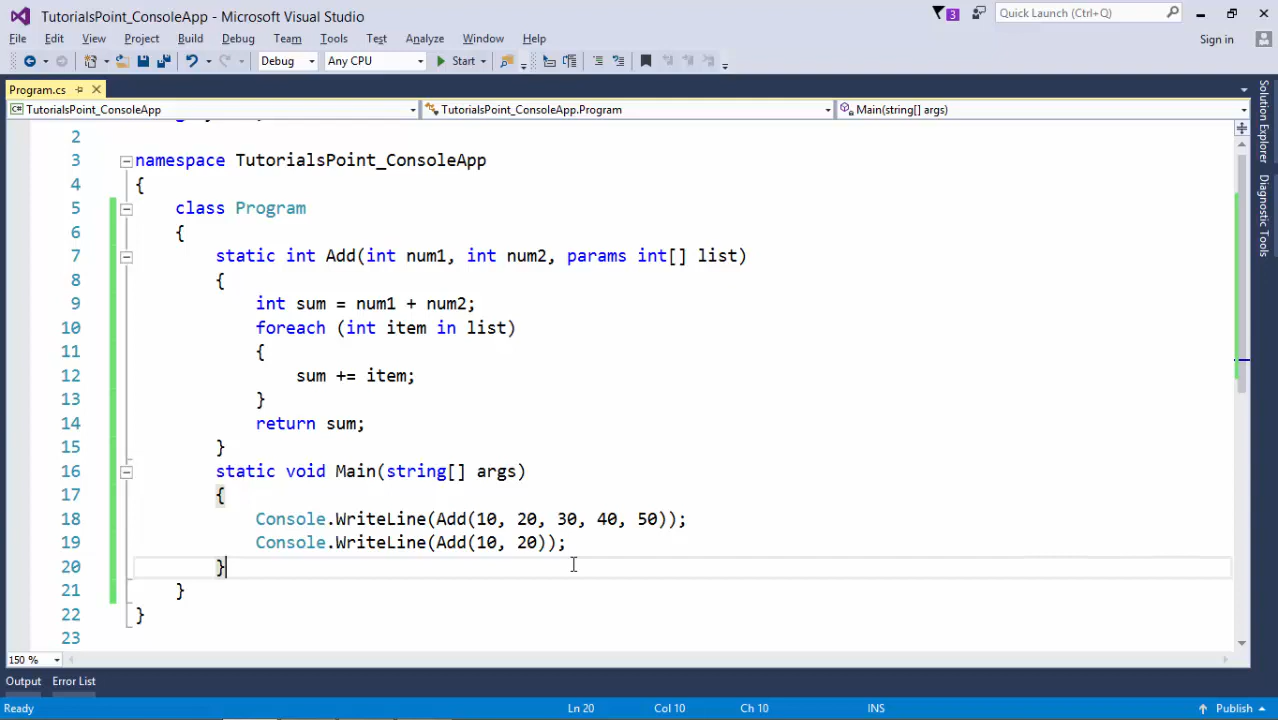 TutorialsPoint_ConsoleApp - Microsoft Visual Studio
3
Quick Launch (Ctrl+Q)
File Edit View Project Build Debug Team Tools Test Analyze Window Help
Sign in
Debug Any CPU Start
Program.cs
TutorialsPoint_ConsoleApp TutorialsPoint_ConsoleApp.Program Main(string[] args)
2
3 namespace TutorialsPoint_ConsoleApp
4 {
5 class Program
6 {
7 static int Add(int num1, int num2, params int[] list)
8 {
9 int sum = num1 + num2;
10 foreach (int item in list)
11 {
12 sum += item;
13 }
14 return sum;
15 }
16 static void Main(string[] args)
17 {
18 Console.WriteLine(Add(10, 20, 30, 40, 50));
19 Console.WriteLine(Add(10, 20));
20 }
21 }
22 }
23
150 %
Solution Explorer
Diagnostic Tools
Output Error List
Ready Ln 20 Col 10 Ch 10 INS Publish